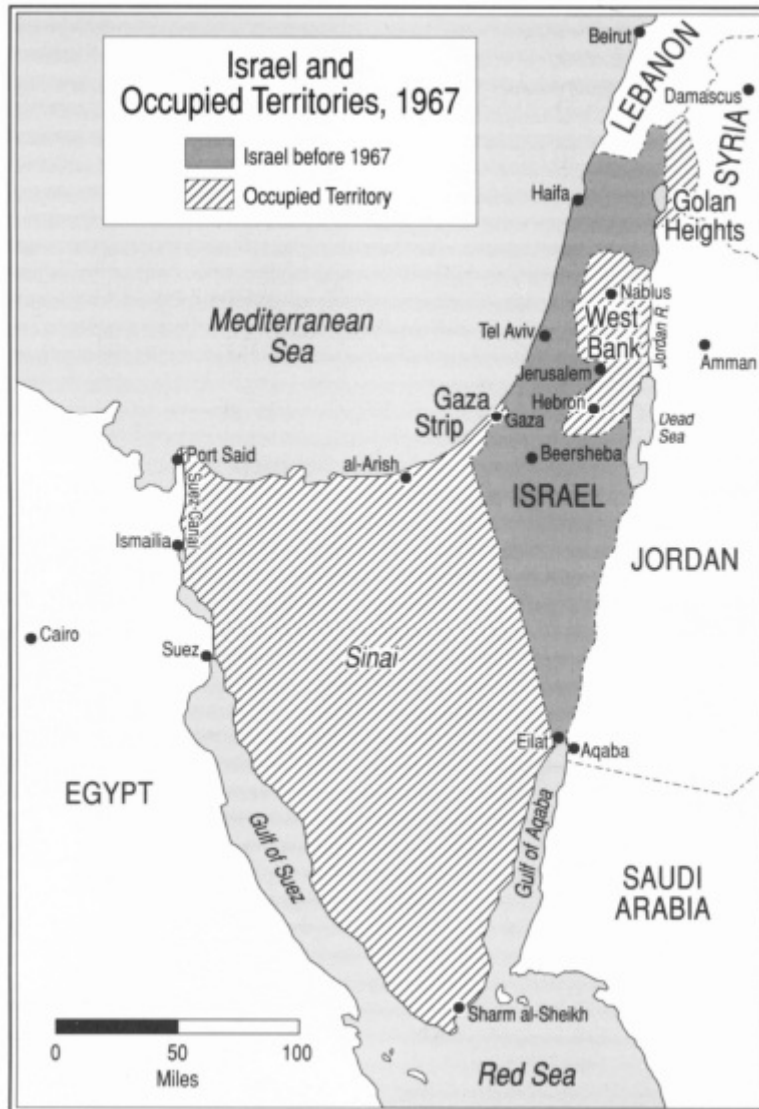 Israel and
Occupied Territories, 1967
Israel before 1967
Occupied Territory
Beirut
LEBANON
Damascus
SYRIA
Haifa
Golan
Heights
Nablus
Mediterranean
Sea
Tel Aviv
West
Bank
Jordan R.
Amman
Jerusalem
Gaza
Strip
Hebron
Gaza
Dead
Sea
Port Said
al-Arish
Beersheba
Suez Canal
ISRAEL
Ismailia
JORDAN
Cairo
Suez
Sinai
Eilat
Aqaba
EGYPT
Gulf of Suez
Gulf of Aqaba
SAUDI
ARABIA
Sharm al-Sheikh
0 50 100
Miles
Red Sea